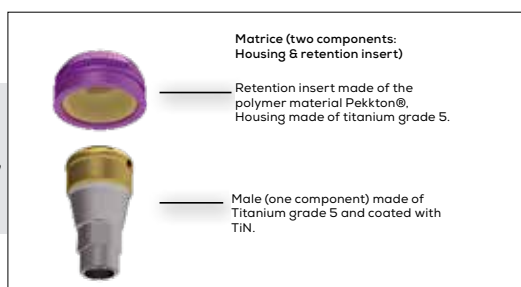 Matrice (two components:
Housing & retention insert)
Retention insert made of the
polymer material Pekkton®,
Housing made of titanium grade 5.
Male (one component) made of
Titanium grade 5 and coated with
TiN.